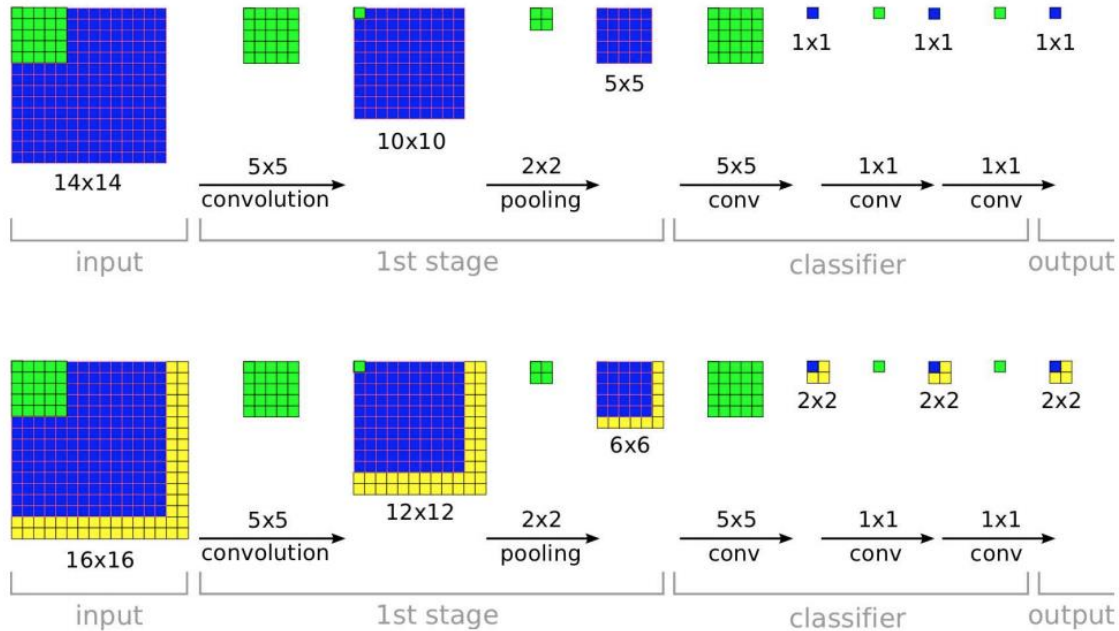 1x1 1x1 1x1
5x5
10x10
14x14
5x5 2x2 5x5 1x1 1x1
convolution pooling conv conv conv
input 1st stage classifier output
2x2 2x2 2x2
6x6
12x12
16x16
5x5 2x2 5x5 1x1 1x1
convolution pooling conv conv conv
input 1st stage classifier output